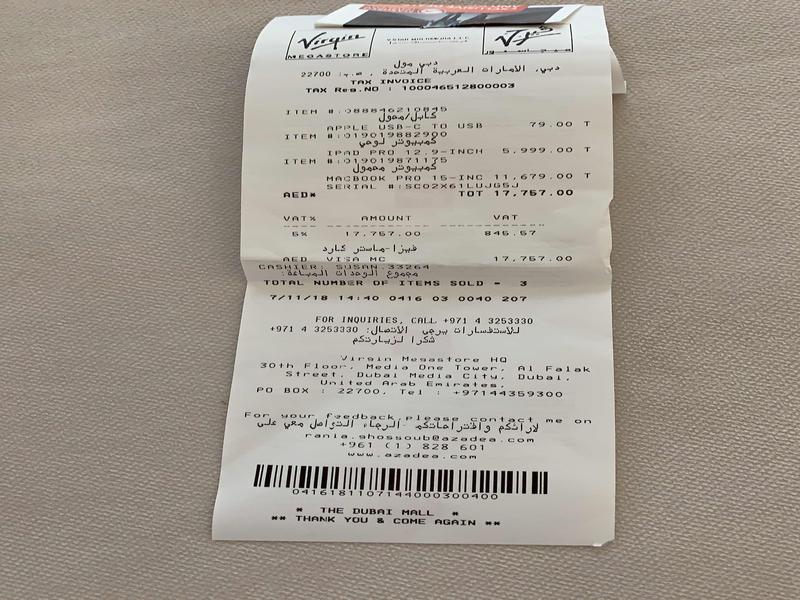 Virgin
MEGASTORE
ميجاستور
دبي مول
دبي، الامارات العربية المتحدة , ص.ب: 22700
TAX INVOICE
TAX Reg.NO : 100046512800003
ITEM #:088846210845
كابل/محول
APPLE USB-C TO USB 79.00 T
ITEM #:019019882900
كمبيوتر لوحي
IPAD PRO 12.9-INCH 5,999.00 T
ITEM #:019019871175
كمبيوتر محمول
MACBOOK PRO 15-INC 11,679.00 T
SERIAL #:SC02X61LUJG5J
AED* TOT 17,757.00
VAT% AMOUNT VAT
5% 17,757.00 845.57
فيزا-ماستر كارد
AED VISA MC 17,757.00
CASHIER: SUSAN.33264
مجموع الوحدات المباعة:
TOTAL NUMBER OF ITEMS SOLD = 3
7/11/18 14:40 0416 03 0040 207
FOR INQUIRIES, CALL +971 4 3253330
للاستفسارات يرجى الاتصال: 3253330 4 971+
شكرا لزيارتكم
Virgin Megastore HQ
30th Floor, Media One Tower, Al Falak
Street, Dubai Media City, Dubai,
United Arab Emirates,
PO BOX : 22700, Tel : +97144359300
For your feedback,please contact me on
لارائكم واقتراحاتكم -الرجاء التواصل معي على
rania.ghossoub@azadea.com
+961 (1) 828 601
www.azadea.com
0416181107144000300400
* THE DUBAI MALL *
** THANK YOU & COME AGAIN **